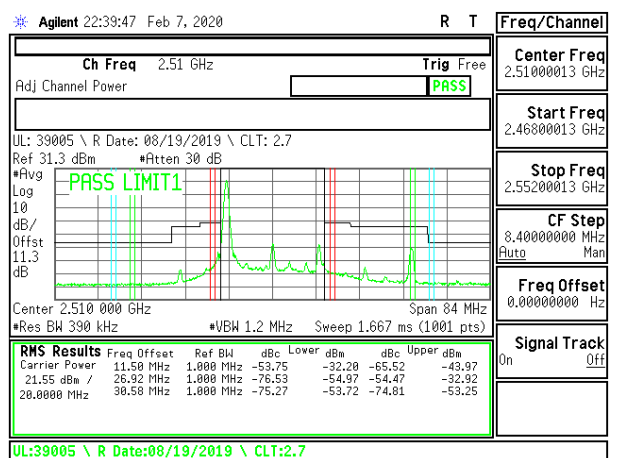 Agilent 22:39:47 Feb 7, 2020 R T
Freq/Channel
Ch Freq 2.51 GHz Trig Free
Adj Channel Power PASS
Center Freq
2.51000013 GHz
Start Freq
2.46800013 GHz
UL: 39005 \ R Date: 08/19/2019 \ CLT: 2.7
Ref 31.3 dBm #Atten 30 dB
#Avg
Log
10
dB/
Offst
11.3
dB
PASS LIMIT1
Stop Freq
2.55200013 GHz
CF Step
8.40000000 MHz
Auto Man
Freq Offset
0.00000000 Hz
Center 2.510 000 GHz Span 84 MHz
#Res BW 390 kHz #VBW 1.2 MHz Sweep 1.667 ms (1001 pts)
Signal Track
On Off
RMS Results Freq Offset Ref BW dBc Lower dBm dBc Upper dBm
Carrier Power 11.50 MHz 1.000 MHz -53.75 -32.20 -65.52 -43.97
21.55 dBm / 26.92 MHz 1.000 MHz -76.53 -54.97 -54.47 -32.92
20.0000 MHz 30.58 MHz 1.000 MHz -75.27 -53.72 -74.81 -53.25
UL:39005 \ R Date:08/19/2019 \ CLT:2.7